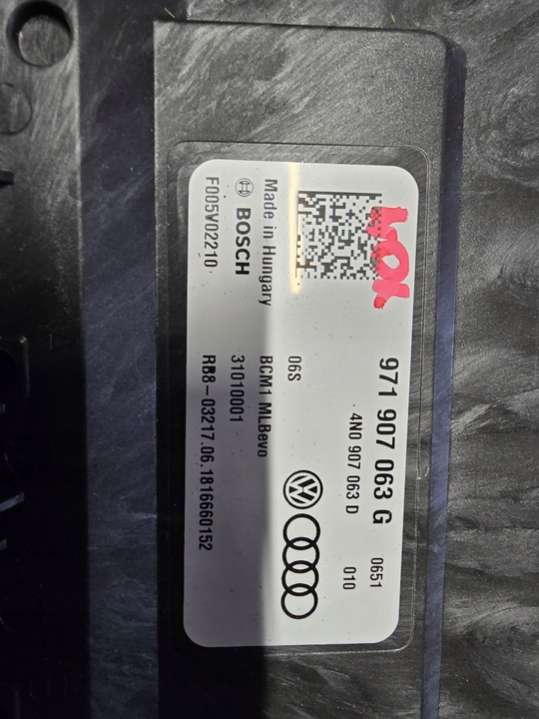 971 907 063 G 0651
4N0 907 063 D 010
06S
BCM1 MLBevo
Made in Hungary
BOSCH 31010001
F005V02210 RB8-03217.06.1816660152